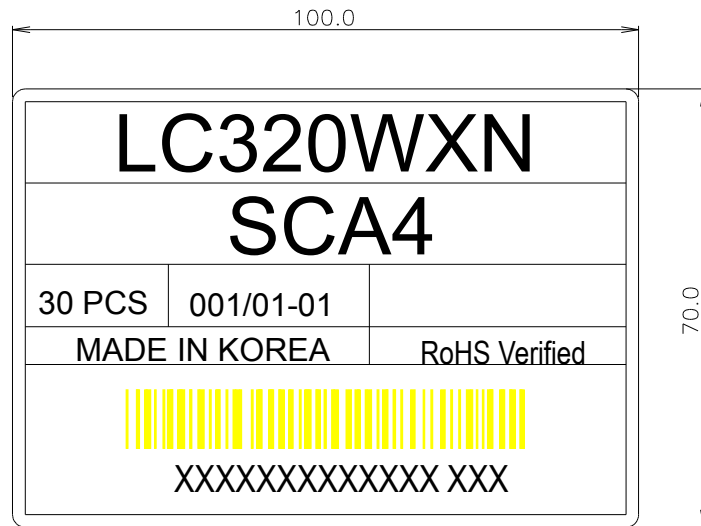 100.0
LC320WXN
SCA4
30 PCS 001/01-01
70.0
MADE IN KOREA RoHS Verified
XXXXXXXXXXXXX XXX